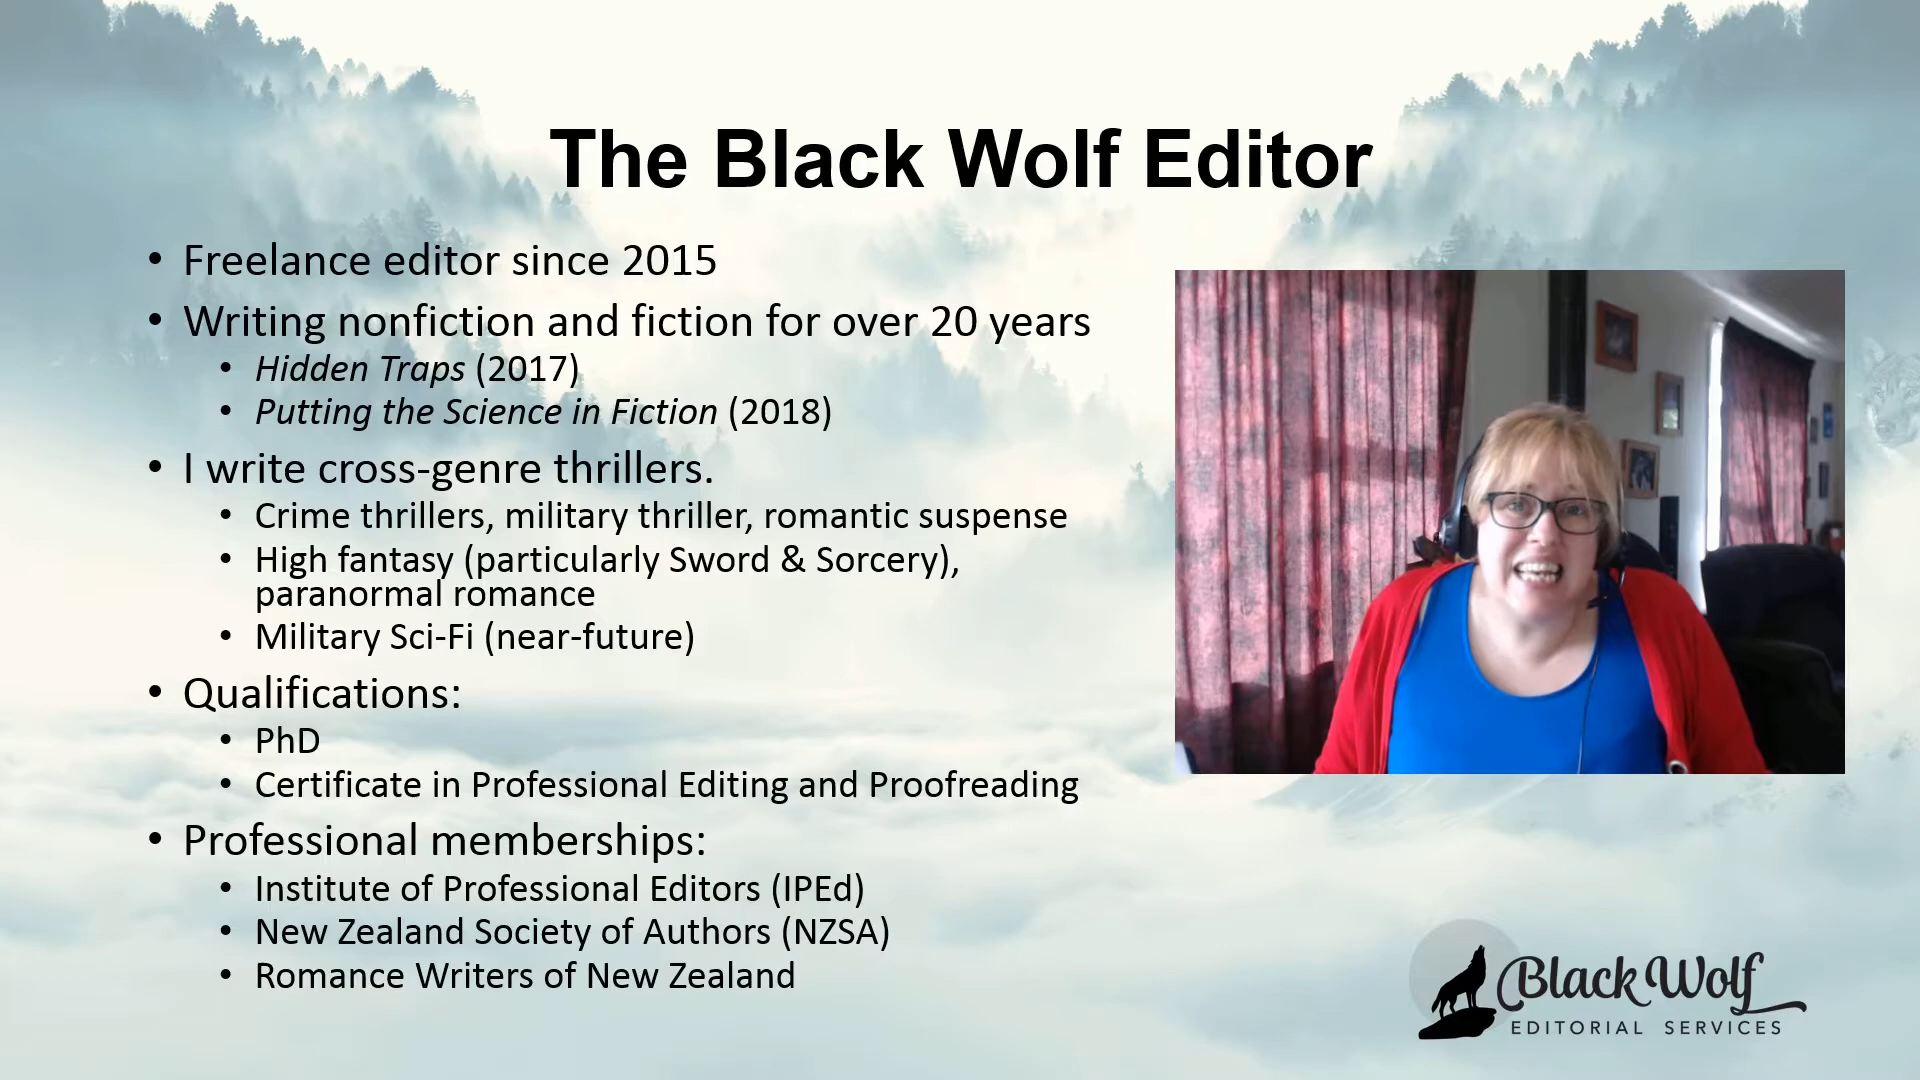 The Black Wolf Editor
• Freelance editor since 2015
• Writing nonfiction and fiction for over 20 years
• Hidden Traps (2017)
• Putting the Science in Fiction (2018)
• I write cross-genre thrillers.
• Crime thrillers, military thriller, romantic suspense
• High fantasy (particularly Sword & Sorcery),
paranormal romance
• Military Sci-Fi (near-future)
• Qualifications:
• PhD
• Certificate in Professional Editing and Proofreading
• Professional memberships:
• Institute of Professional Editors (IPEd)
• New Zealand Society of Authors (NZSA)
• Romance Writers of New Zealand
Black Wolf
EDITORIAL SERVICES